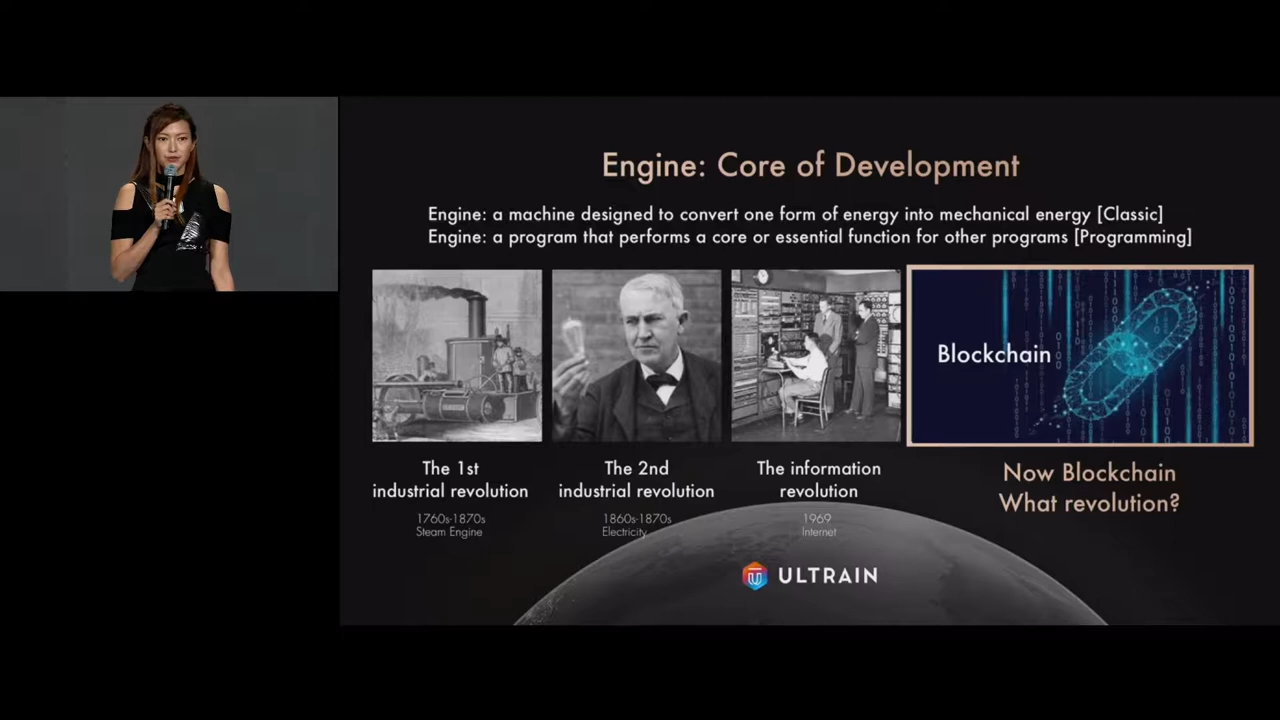 Engine: Core of Development
Engine: a machine designed to convert one form of energy into mechanical energy [Classic]
Engine: a program that performs a core or essential function for other programs [Programming]
Blockchain
The 1st
industrial revolution
1760s-1870s
Steam Engine
The 2nd
industrial revolution
1860s-1870s
Electricity
The information
revolution
1969
Internet
Now Blockchain
What revolution?
ULTRAIN